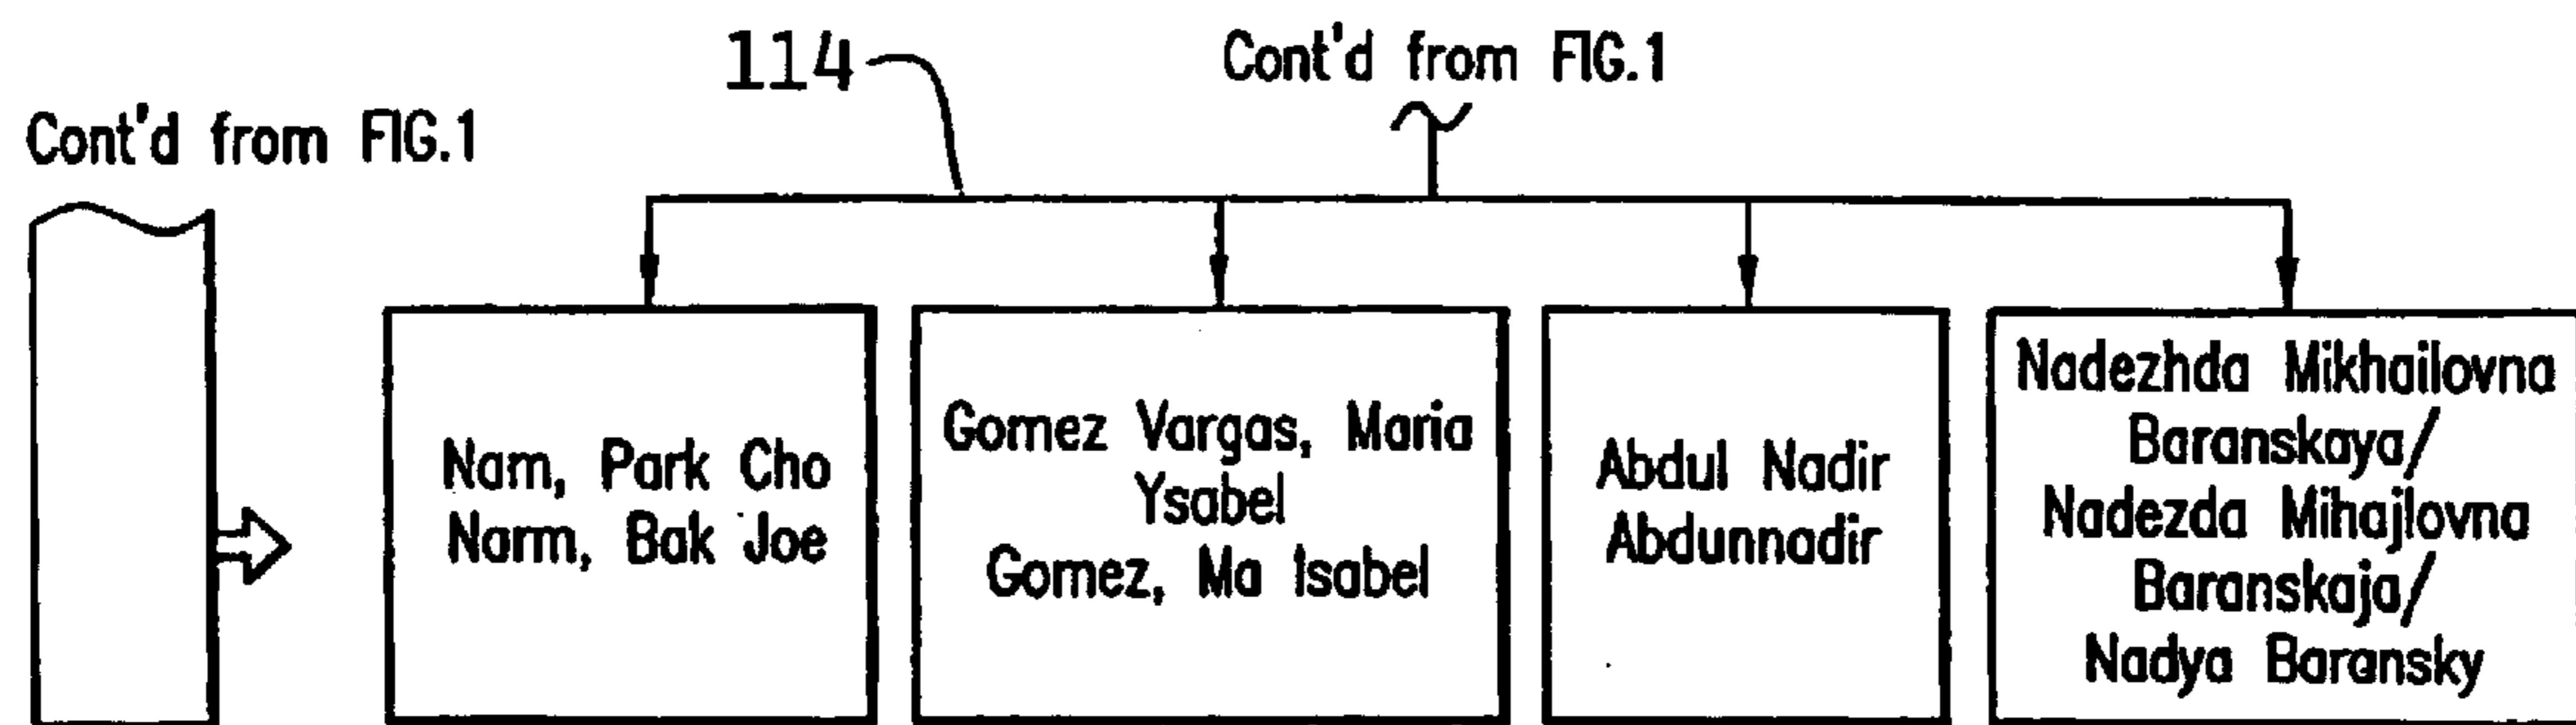 114
Cont'd from FIG.1
Cont'd from FIG.1
Nam, Park Cho
Narm, Bak Joe
Gomez Vargas, Maria
Ysabel
Gomez, Ma Isabel
Abdul Nadir
Abdunnadir
Nadezhda Mikhailovna
Baranskaya/
Nadezda Mihajlovna
Baranskaja/
Nadya Baransky